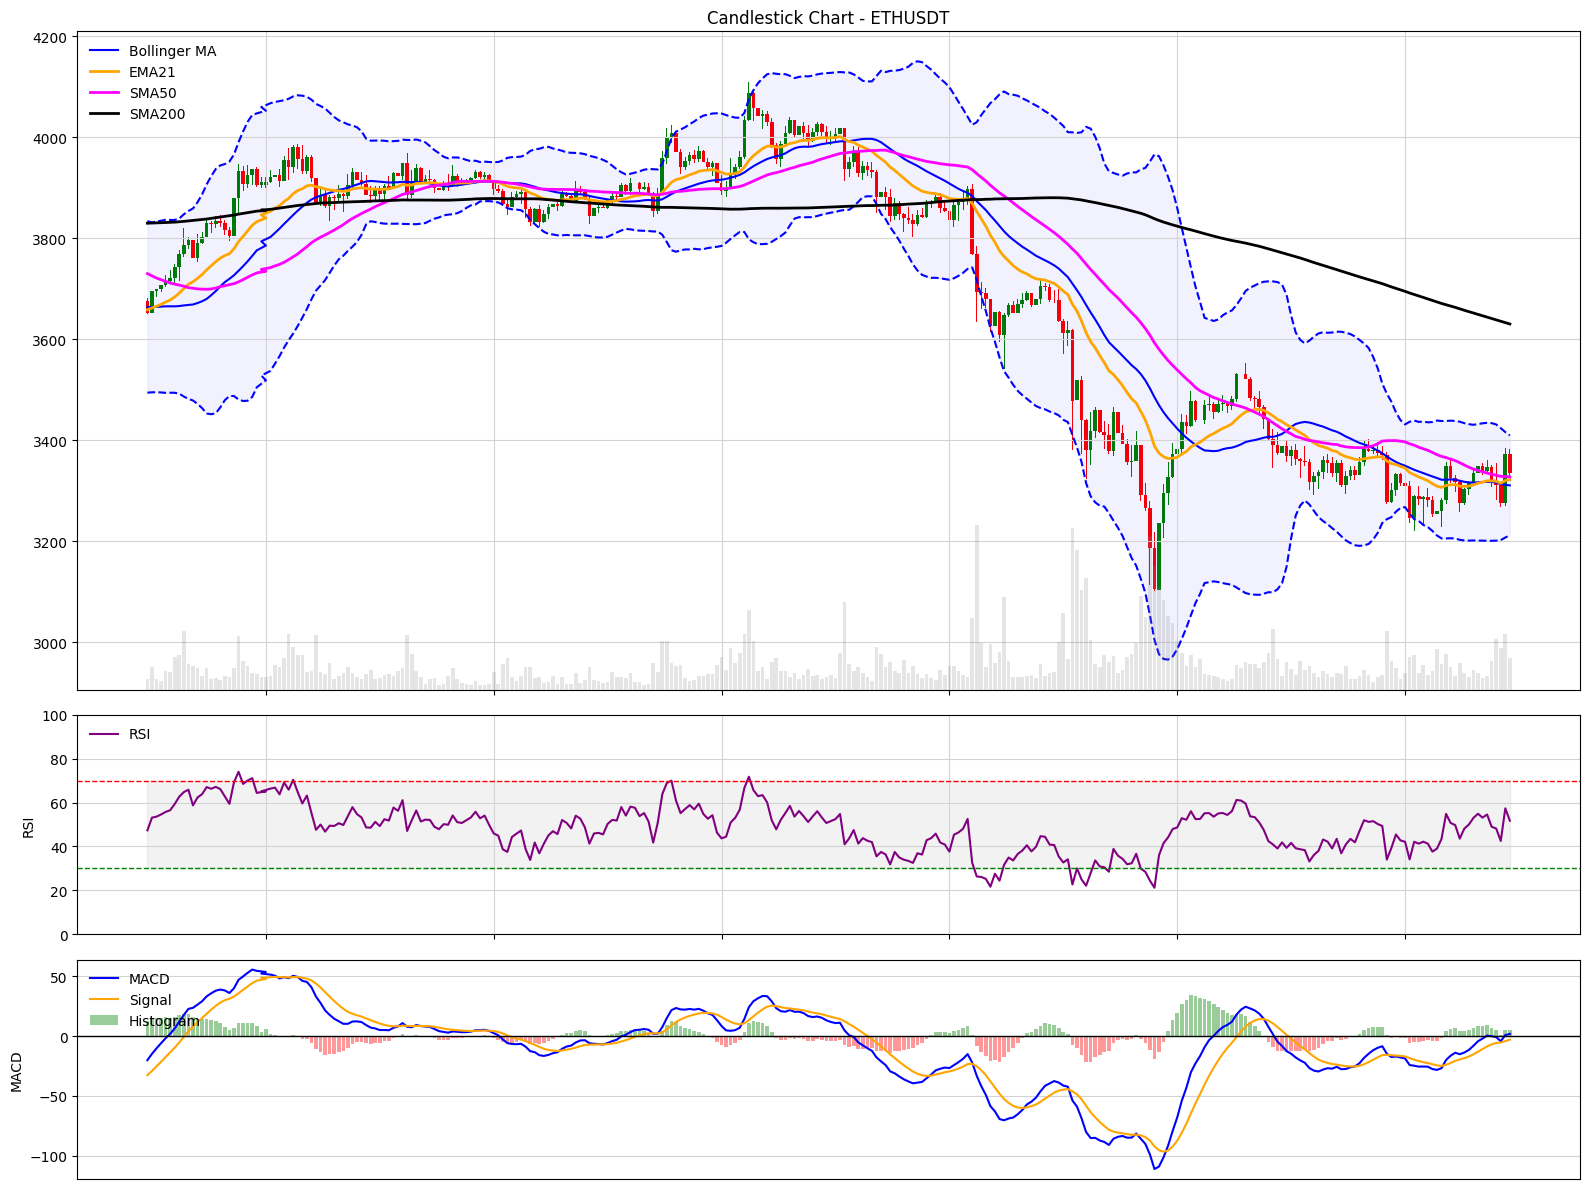 Candlestick Chart - ETHUSDT
4200
4000
3800
3600
3400
3200
3000
Bollinger MA
EMA21
SMA50
SMA200
100
80
60
40
20
0
RSI
RSI
50
0
−50
−100
MACD
MACD
Signal
Histogram